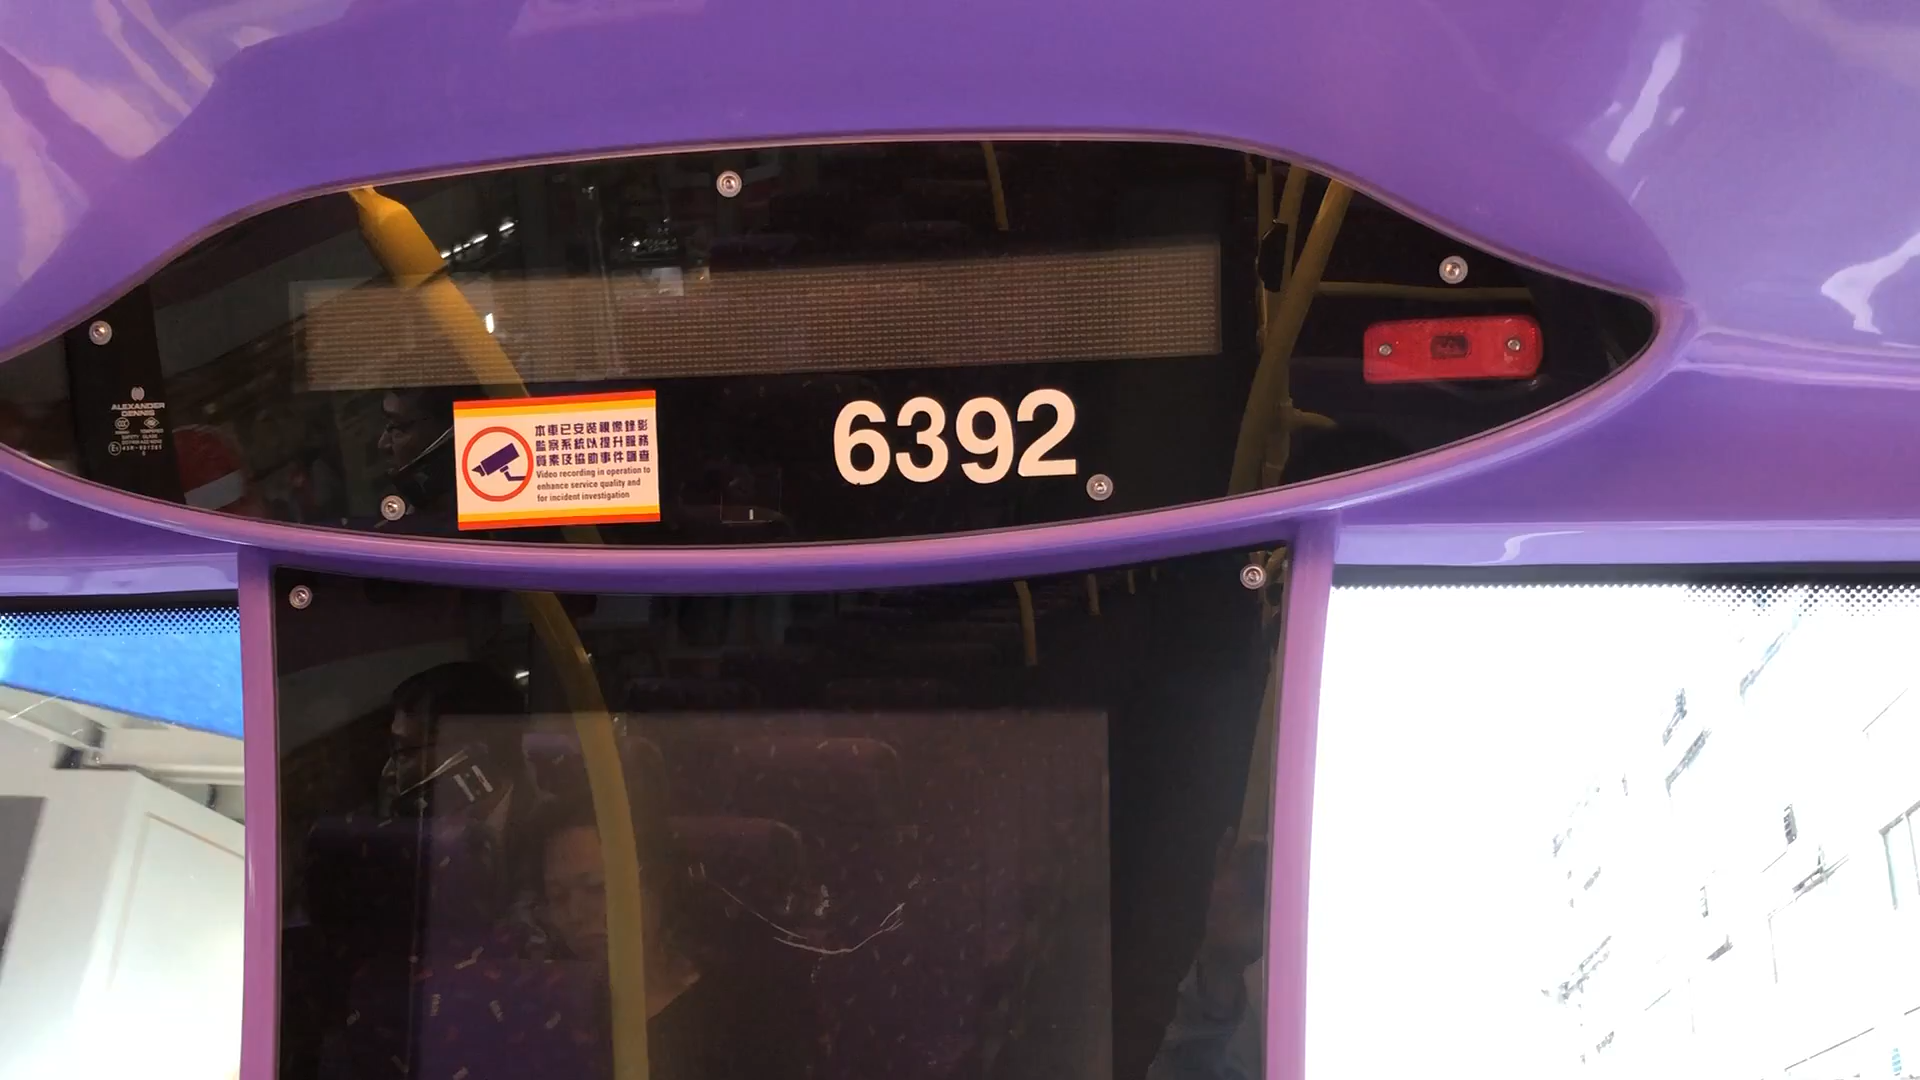 6392
本車已安裝視像錄影
監察系統以提升服務
質素及協助事件調查
Video recording in operation to
enhance service quality and
for incident investigation
ALEXANDER
DENNIS